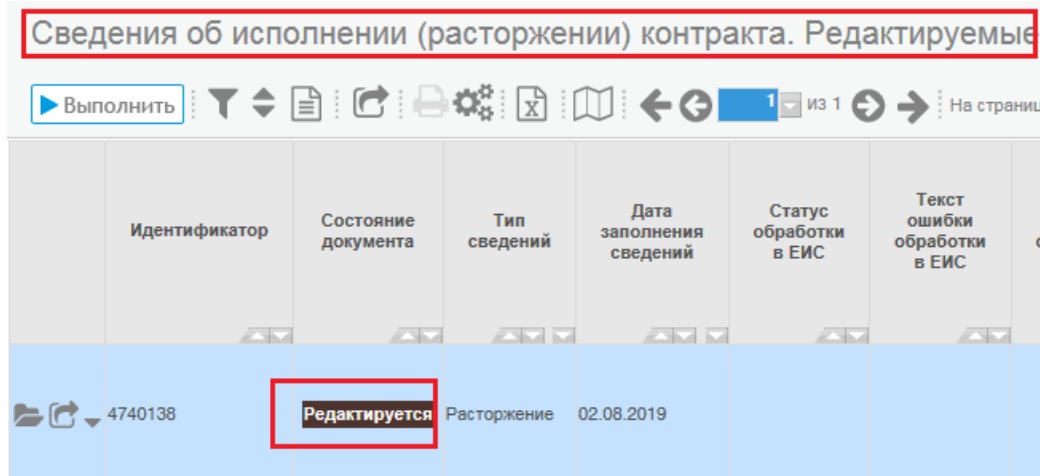 Сведения об исполнении (расторжении) контракта. Редактируемые
Выполнить
1 из 1
На страниц
Идентификатор
Состояние
документа
Тип
сведений
Дата
заполнения
сведений
Статус
обработки
в ЕИС
Текст
ошибки
обработки
в ЕИС
4740138
Редактируется
Расторжение
02.08.2019